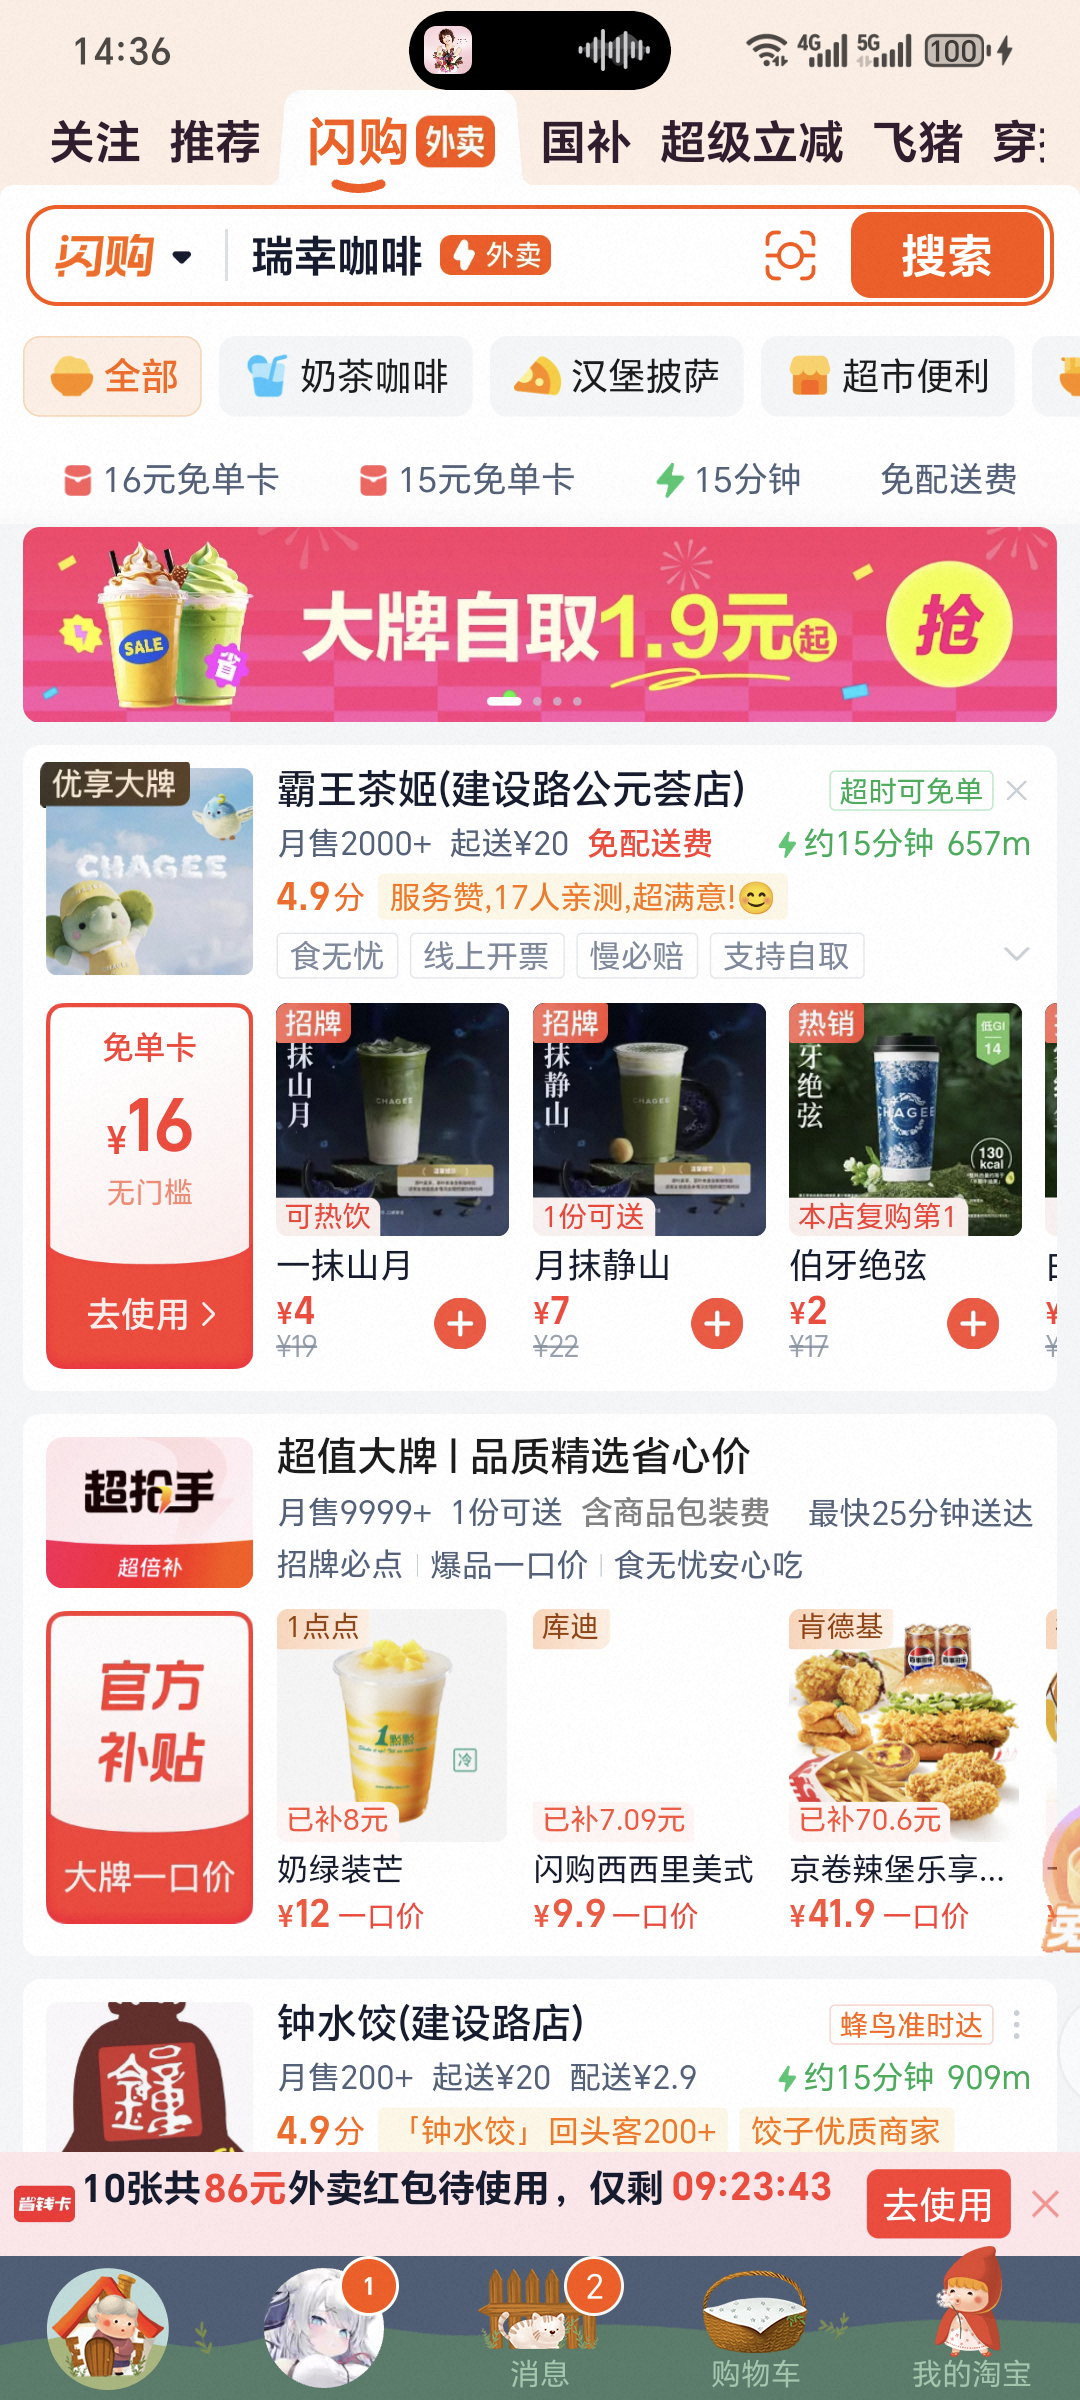 14:36
4G 5G 100
关注 推荐 闪购 外卖 国补 超级立减 飞猪
闪购 瑞幸咖啡 外卖 搜索
全部 奶茶咖啡 汉堡披萨 超市便利
16元免单卡 15元免单卡 15分钟 免配送费
SALE 省
大牌自取1.9元起 抢
优享大牌
CHAGEE
霸王茶姬(建设路公元荟店) 超时可免单
月售2000+ 起送¥20 免配送费 约15分钟 657m
4.9分 服务赞,17人亲测,超满意!😊
食无忧 线上开票 慢必赔 支持自取
免单卡
¥16
无门槛
去使用
招牌
抹山月
CHAGEE
可热饮
一抹山月
¥4
¥19
招牌
抹静山
CHAGEE
1份可送
月抹静山
¥7
¥22
热销
牙绝弦
低GI
14
CHAGEE
130
kcal
本店复购第1
伯牙绝弦
¥2
¥17
超抢手
超倍补
超值大牌 | 品质精选省心价
月售9999+ 1份可送 含商品包装费 最快25分钟送达
招牌必点 爆品一口价 食无忧安心吃
官方
补贴
大牌一口价
1点点
冷
已补8元
奶绿装芒
¥12 一口价
库迪
已补7.09元
闪购西西里美式
¥9.9 一口价
肯德基
已补70.6元
京卷辣堡乐享...
¥41.9 一口价
钟水饺(建设路店) 蜂鸟准时达
月售200+ 起送¥20 配送¥2.9 约15分钟 909m
4.9分 「钟水饺」回头客200+ 饺子优质商家
省钱卡 10张共86元外卖红包待使用，仅剩 09:23:43 去使用
1 2
消息 购物车 我的淘宝